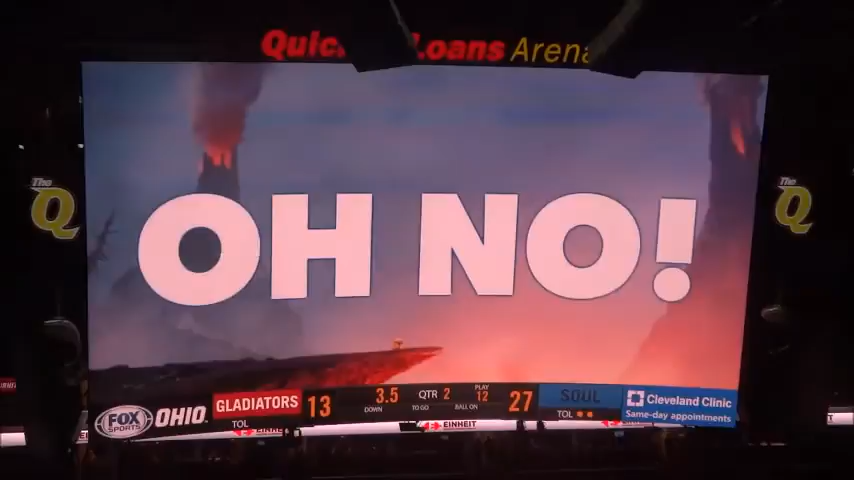 Quic Loans Arena
The Q
The Q
OH NO!
FOX SPORTS OHIO
GLADIATORS 13
TOL
3.5 QTR 2 PLAY 12
DOWN TO GO BALL ON
27 SOUL
TOL
Cleveland Clinic
Same-day appointments
EINHEIT